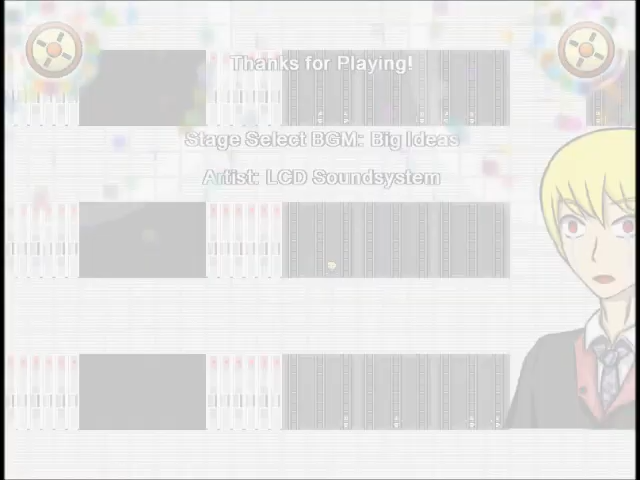 Thanks for Playing!
Stage Select BGM: Big Ideas
Artist: LCD Soundsystem